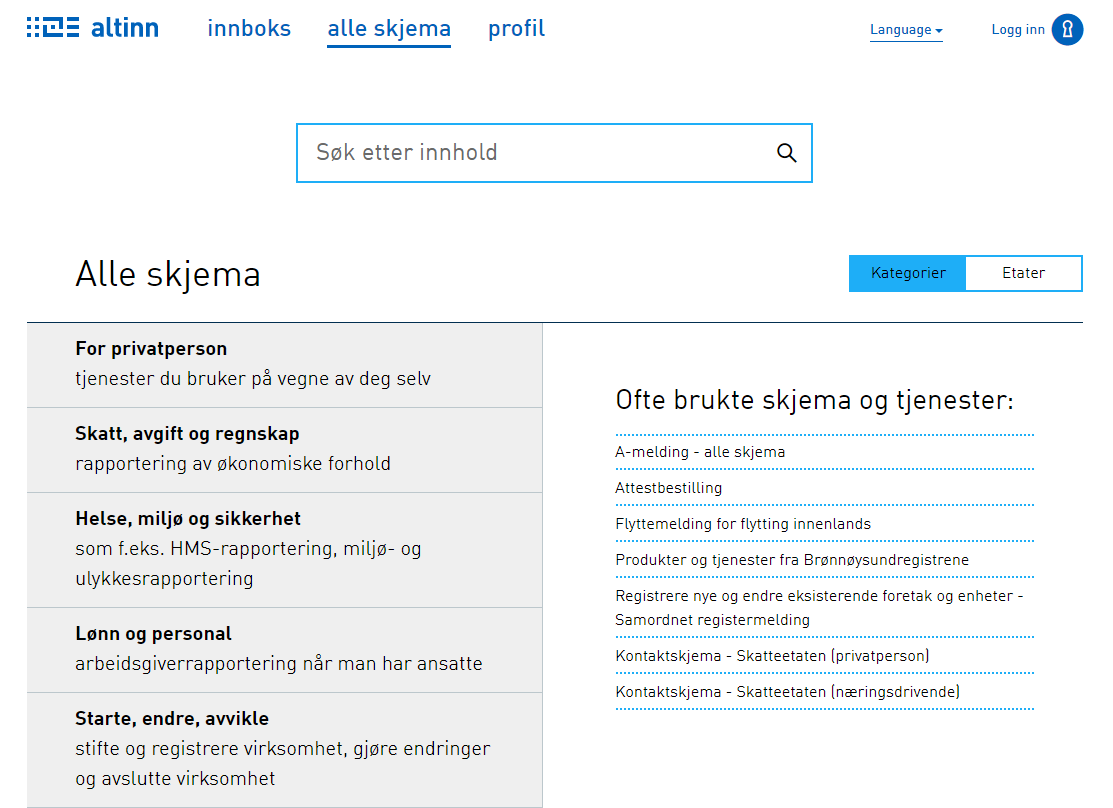 altinn
innboks
alle skjema
profil
Language
Logg inn
Søk etter innhold
Alle skjema
Kategorier
Etater
For privatperson
tjenester du bruker på vegne av deg selv
Skatt, avgift og regnskap
rapportering av økonomiske forhold
Helse, miljø og sikkerhet
som f.eks. HMS-rapportering, miljø- og
ulykkesrapportering
Lønn og personal
arbeidsgiverrapportering når man har ansatte
Starte, endre, avvikle
stifte og registrere virksomhet, gjøre endringer
og avslutte virksomhet
Ofte brukte skjema og tjenester:
A-melding - alle skjema
Attestbestilling
Flyttemelding for flytting innenlands
Produkter og tjenester fra Brønnøysundregistrene
Registrere nye og endre eksisterende foretak og enheter -
Samordnet registermelding
Kontaktskjema - Skatteetaten (privatperson)
Kontaktskjema - Skatteetaten (næringsdrivende)